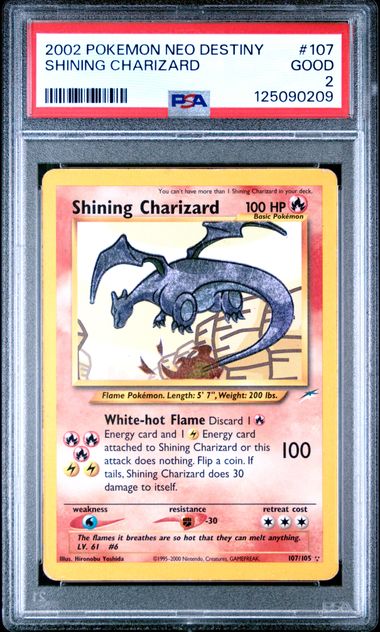 2002 POKEMON NEO DESTINY #107
SHINING CHARIZARD GOOD
2
PSA 125090209
You can't have more than 1 Shining Charizard in your deck.
Shining Charizard 100 HP
Basic Pokémon
Flame Pokémon. Length: 5' 7", Weight: 200 lbs.
White-hot Flame Discard 1
Energy card and 1 Energy card
attached to Shining Charizard or this
attack does nothing. Flip a coin. If
tails, Shining Charizard does 30
damage to itself.
100
weakness resistance retreat cost
-30
The flames it breathes are so hot that they can melt anything.
LV. 61 #6
Illus. Hironobu Yoshida ©1995-2000 Nintendo, Creatures, GAMEFREAK. 107/105